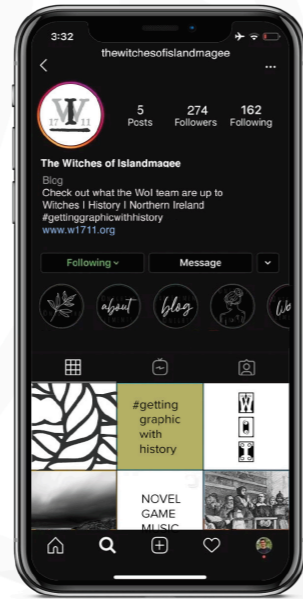 3:32
thewitchesofislandmagee
W
I
17 11
5 274 162
Posts Followers Following
The Witches of Islandmagee
Blog
Check out what the WoI team are up to
Witches I History I Northern Ireland
#gettinggraphicwithhistory
www.w1711.org
Following Message
about blog Wo
#getting
graphic
with
history
W
I
NOVEL
GAME
MUSIC